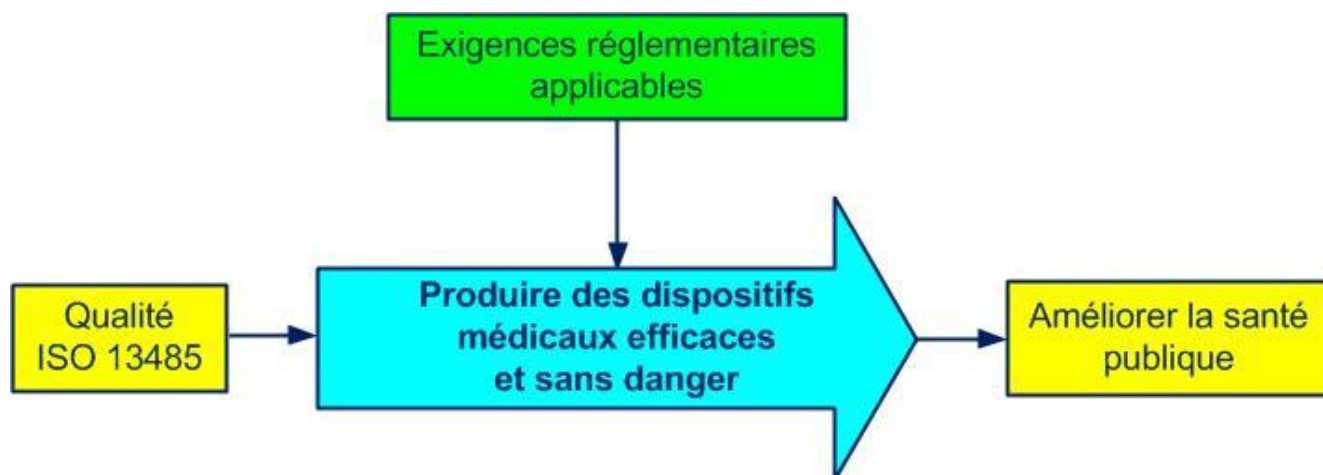 Exigences réglementaires
applicables
Qualité
ISO 13485
Produire des dispositifs
médicaux efficaces
et sans danger
Améliorer la santé
publique